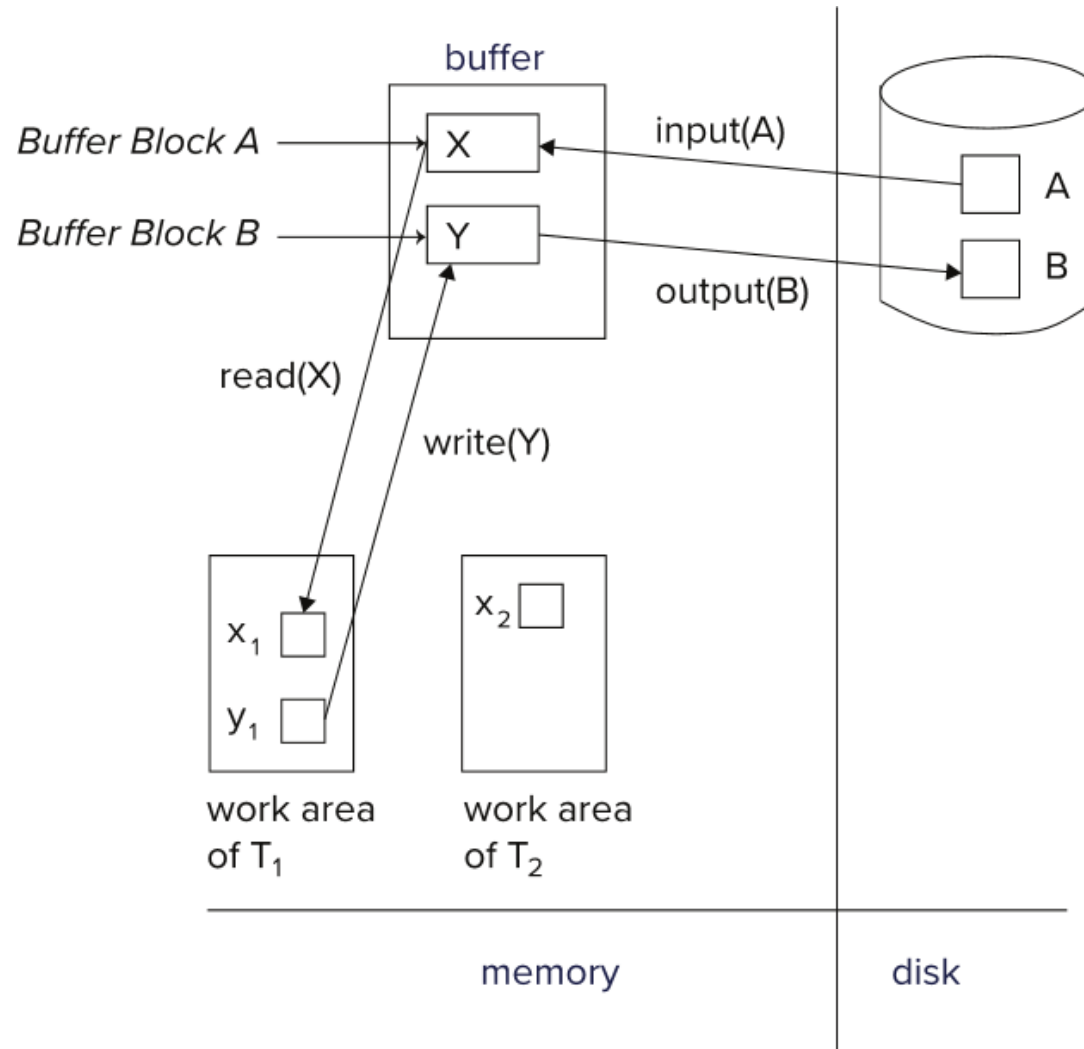 buffer
Buffer Block A
X
input(A)
A
Buffer Block B
Y
B
output(B)
read(X)
write(Y)
x₁
x₂
y₁
work area
of T₁
work area
of T₂
memory
disk